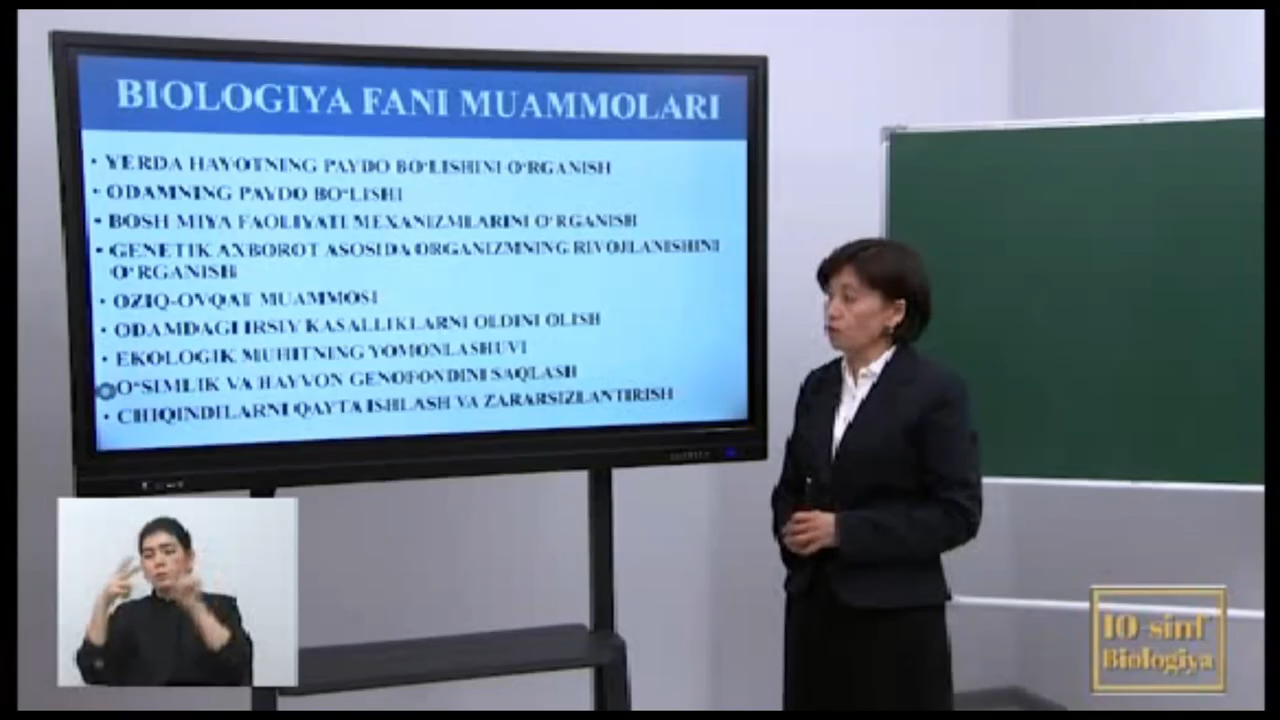 BIOLOGIYA FANI MUAMMOLARI
• YERDA HAYOTNING PAYDO BO‘LISHINI O‘RGANISH
• ODAMNING PAYDO BO‘LISHI
• BOSH MIYA FAOLIYATI MEXANIZMLARINI O‘RGANISH
• GENETIK AXBOROT ASOSIDA ORGANIZMNING RIVOJLANISHINI
O‘RGANISH
• OZIQ-OVQAT MUAMMOSI
• ODAMDAGI IRSIY KASALLIKLARNI OLDINI OLISH
• EKOLOGIK MUHITNING YOMONLASHUVI
• O‘SIMLIK VA HAYVON GENOFONDINI SAQLASH
• CHIQINDILARNI QAYTA ISHLASH VA ZARARSIZLANTIRISH
10-sinf
Biologiya